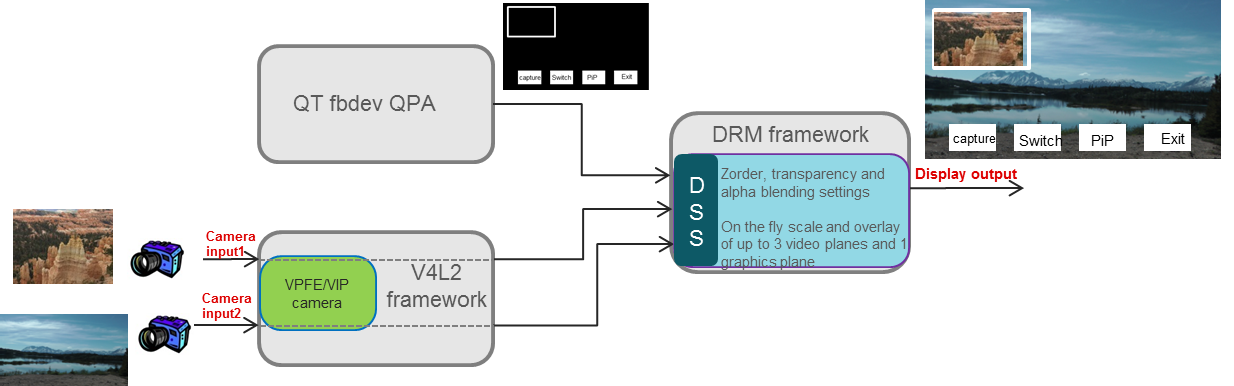 capture Switch PiP Exit
QT fbdev QPA
DRM framework
capture Switch PiP Exit
Display output
D
S
S
Zorder, transparency and
alpha blending settings
On the fly scale and overlay
of up to 3 video planes and 1
graphics plane
Camera
input1
V4L2
framework
VPFE/VIP
camera
Camera
input2